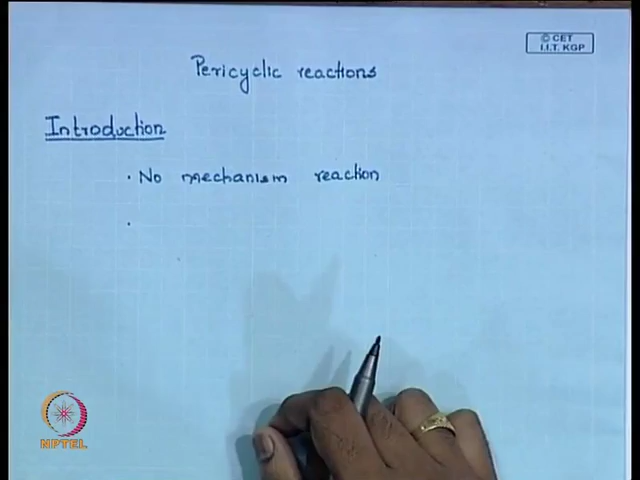 © CET
I.I.T. KGP
Pericyclic reactions
Introduction
· No mechanism reaction
·
NPTEL